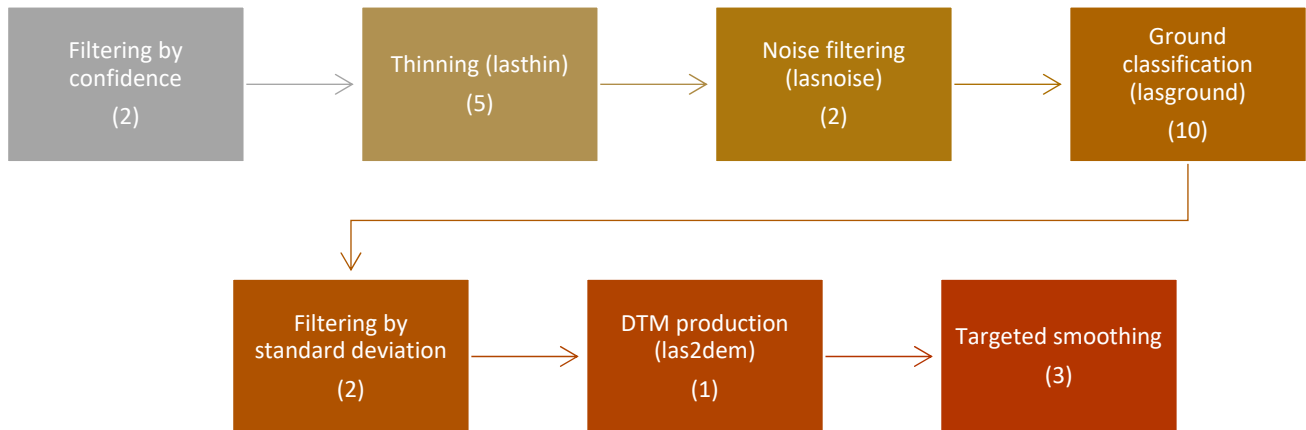 Filtering by
confidence
(2)
Thinning (lasthin)
(5)
Noise filtering
(lasnoise)
(2)
Ground
classification
(lasground)
(10)
Filtering by
standard deviation
(2)
DTM production
(las2dem)
(1)
Targeted smoothing
(3)